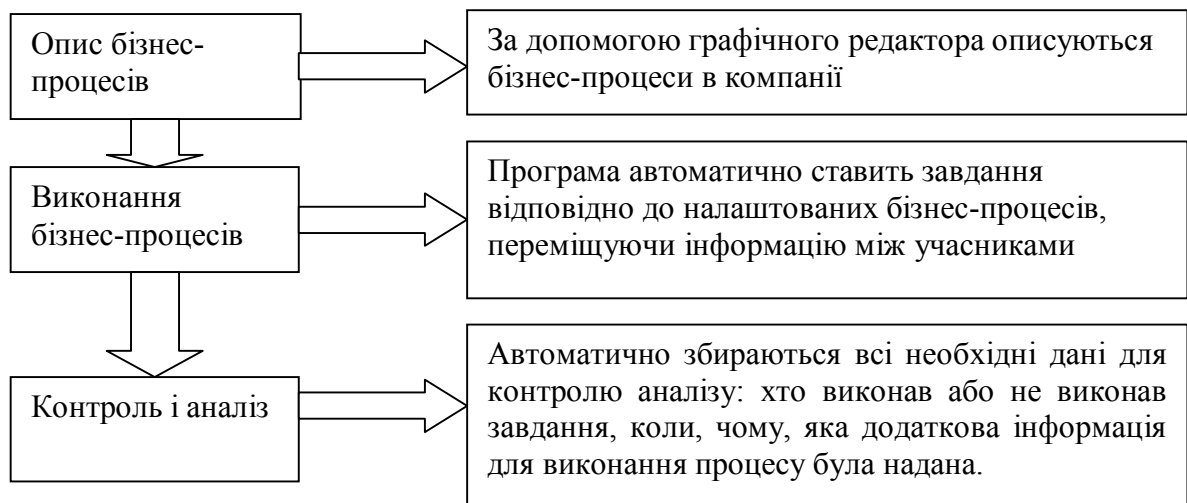 Опис бізнес-
процесів
За допомогою графічного редактора описуються
бізнес-процеси в компанії
Виконання
бізнес-процесів
Програма автоматично ставить завдання
відповідно до налаштованих бізнес-процесів,
переміщуючи інформацію між учасниками
Контроль і аналіз
Автоматично збираються всі необхідні дані для
контролю аналізу: хто виконав або не виконав
завдання, коли, чому, яка додаткова інформація
для виконання процесу була надана.